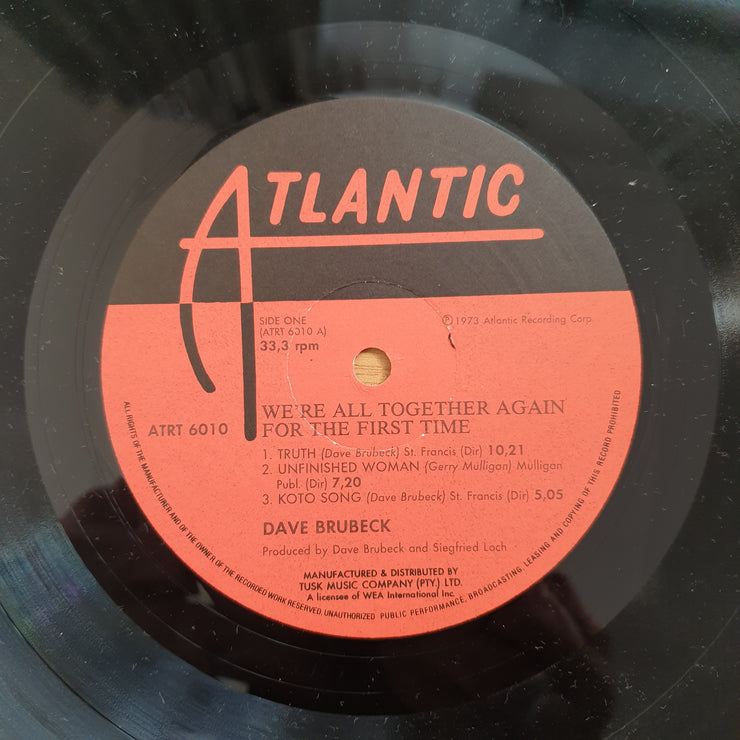 ATLANTIC
SIDE ONE
(ATRT 6010 A)
33,3 rpm
℗ 1973 Atlantic Recording Corp.
ATRT 6010
WE'RE ALL TOGETHER AGAIN
FOR THE FIRST TIME
1. TRUTH (Dave Brubeck) St. Francis (Dir) 10,21
2. UNFINISHED WOMAN (Gerry Mulligan) Mulligan
Publ. (Dir) 7,20
3. KOTO SONG (Dave Brubeck) St. Francis (Dir) 5,05
DAVE BRUBECK
Produced by Dave Brubeck and Siegfried Loch
MANUFACTURED & DISTRIBUTED BY
TUSK MUSIC COMPANY (PTY.) LTD.
A licensee of WEA International Inc.
ALL RIGHTS OF THE MANUFACTURER AND OF THE OWNER OF THE RECORDED WORK RESERVED. UNAUTHORIZED PUBLIC PERFORMANCE, BROADCASTING, LEASING AND COPYING OF THIS RECORD PROHIBITED